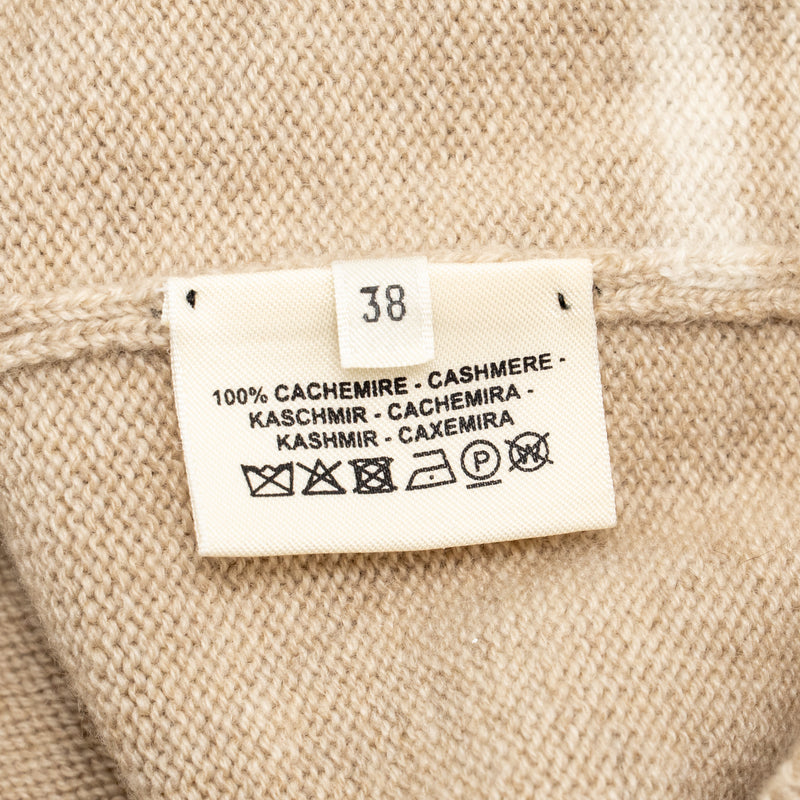 38
100% CACHEMIRE - CASHMERE -
KASCHMIR - CACHEMIRA -
KASHMIR - CAXEMIRA
P W